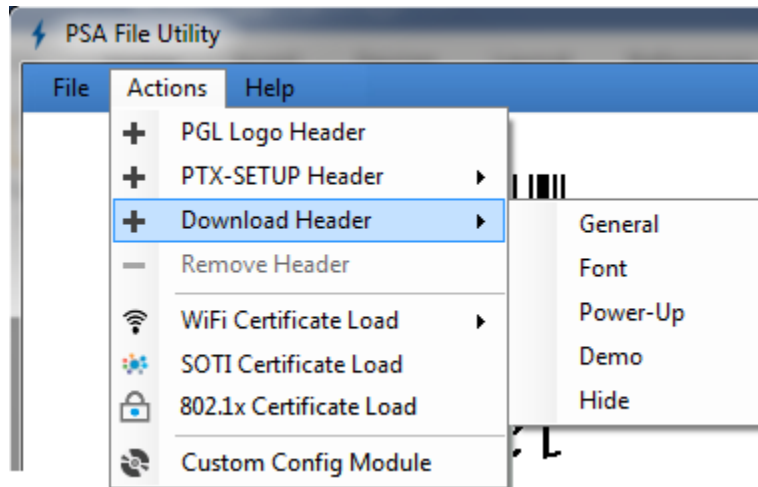 PSA File Utility
File Actions Help
PGL Logo Header
PTX-SETUP Header
Download Header
Remove Header
WiFi Certificate Load
SOTI Certificate Load
802.1x Certificate Load
Custom Config Module
General
Font
Power-Up
Demo
Hide